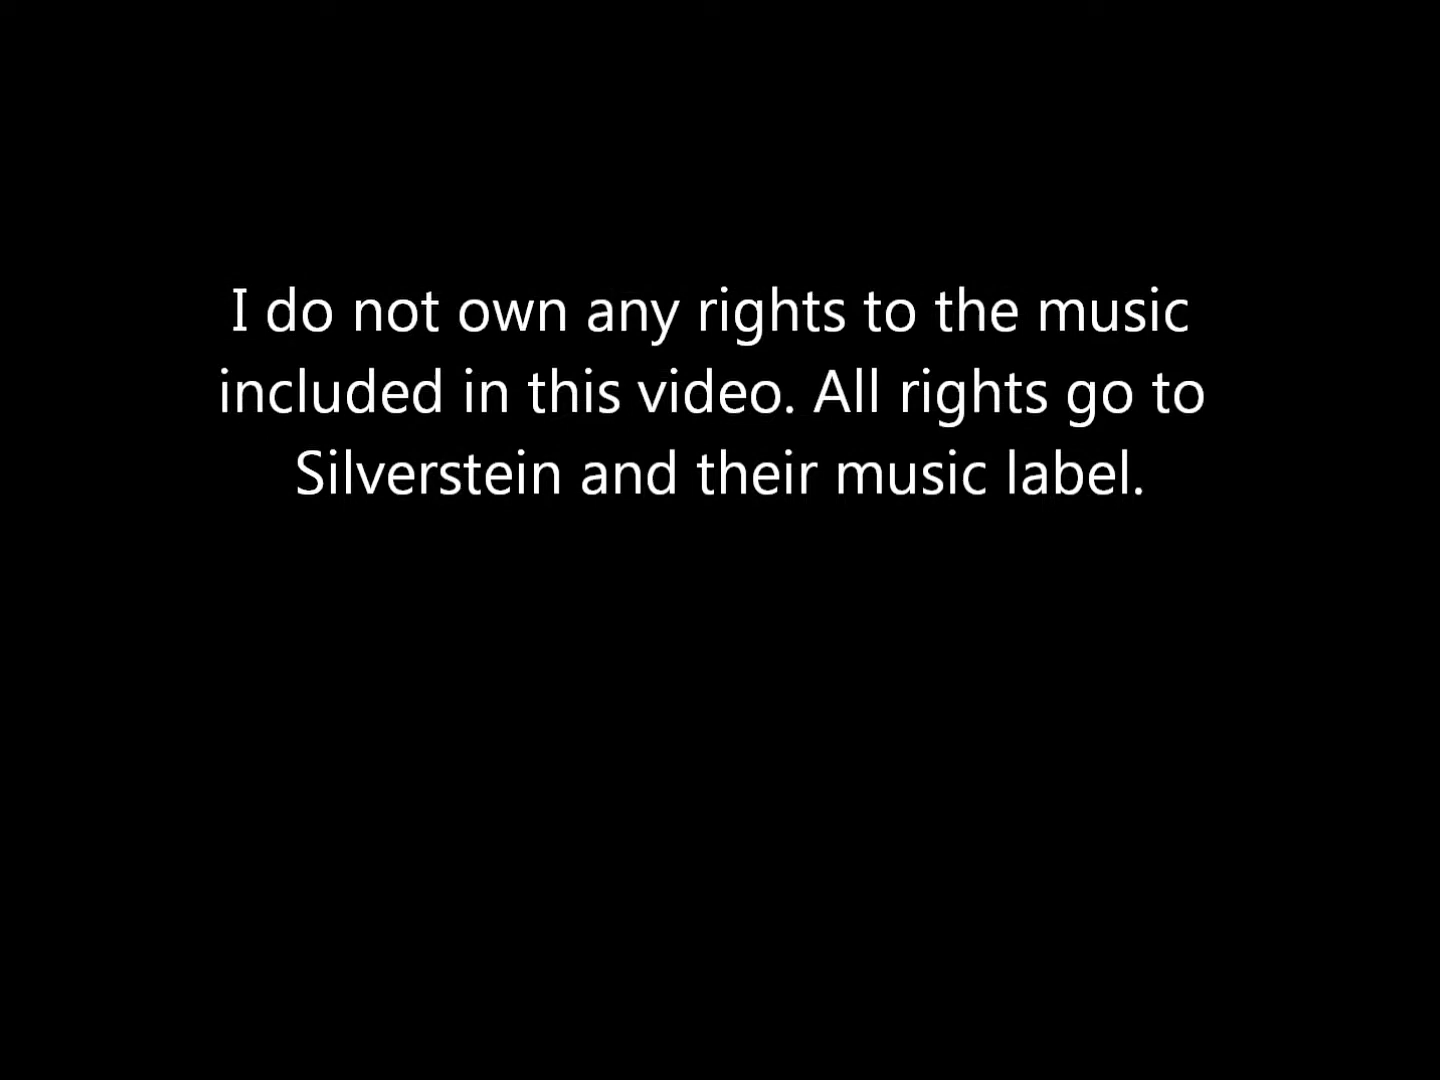 I do not own any rights to the music
included in this video. All rights go to
Silverstein and their music label.